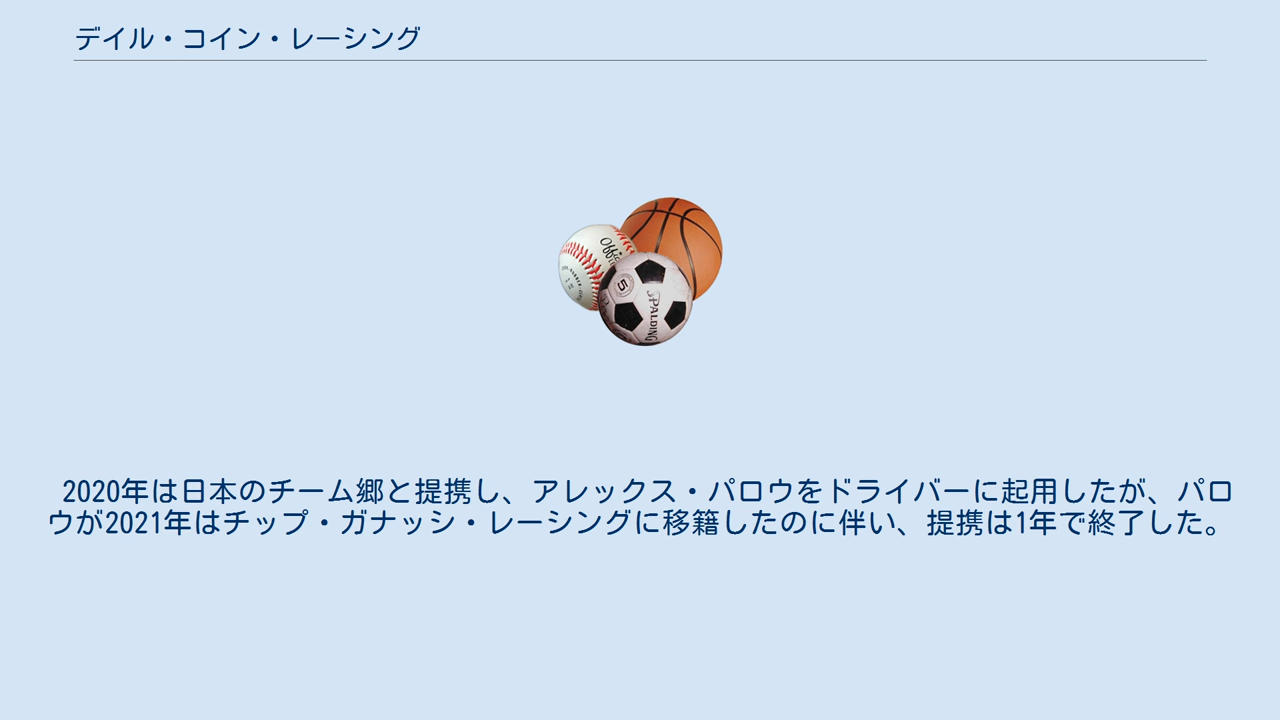 デイル・コイン・レーシング
Offic
5
SPALDING
2020年は日本のチーム郷と提携し、アレックス・パロウをドライバーに起用したが、パロ
ウが2021年はチップ・ガナッシ・レーシングに移籍したのに伴い、提携は1年で終了した。